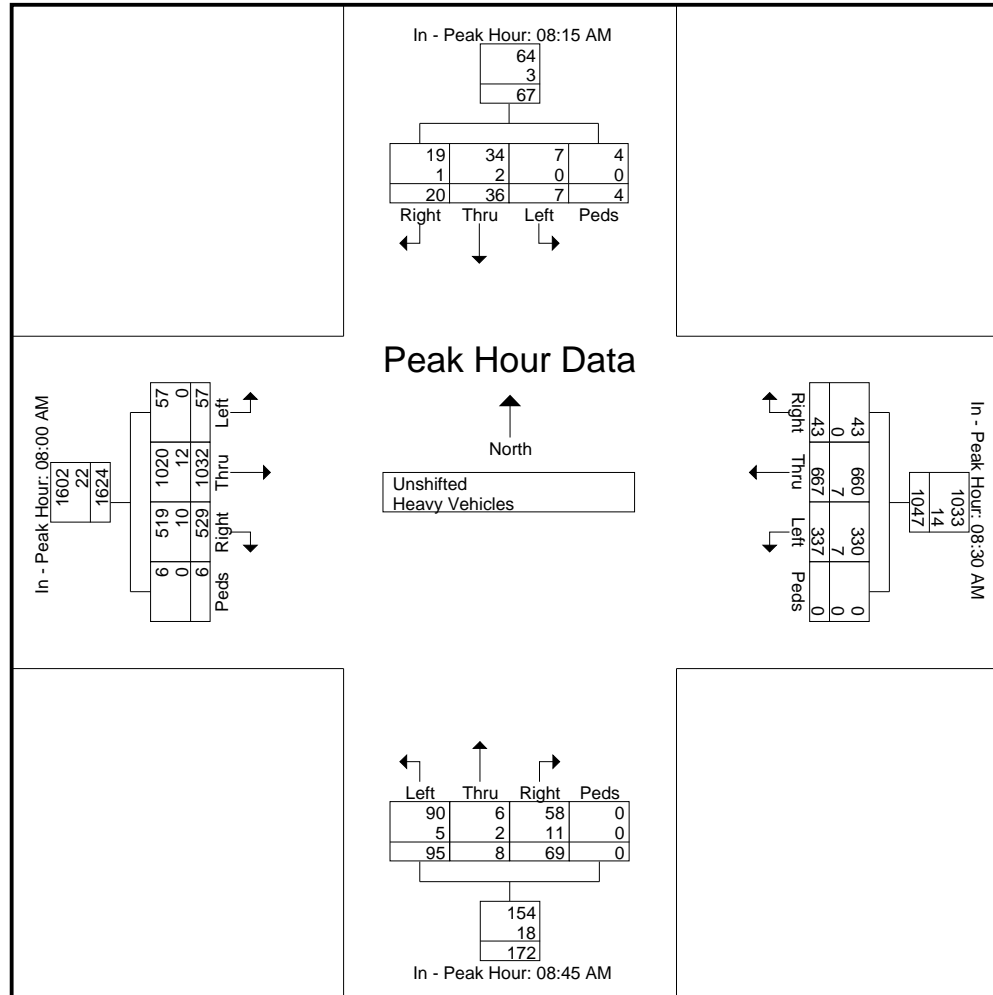 In - Peak Hour: 08:15 AM
64
3
67
19 34 7 4
1 2 0 0
20 36 7 4
Right Thru Left Peds
Peak Hour Data
North
Unshifted
Heavy Vehicles
In - Peak Hour: 08:00 AM
1602
22
1624
57 1020 519 6
0 12 10 0
57 1032 529 6
Left Thru Right Peds
In - Peak Hour: 08:30 AM
1033
14
1047
43 660 330 0
0 7 7 0
43 667 337 0
Right Thru Left Peds
Left Thru Right Peds
90 6 58 0
5 2 11 0
95 8 69 0
154
18
172
In - Peak Hour: 08:45 AM